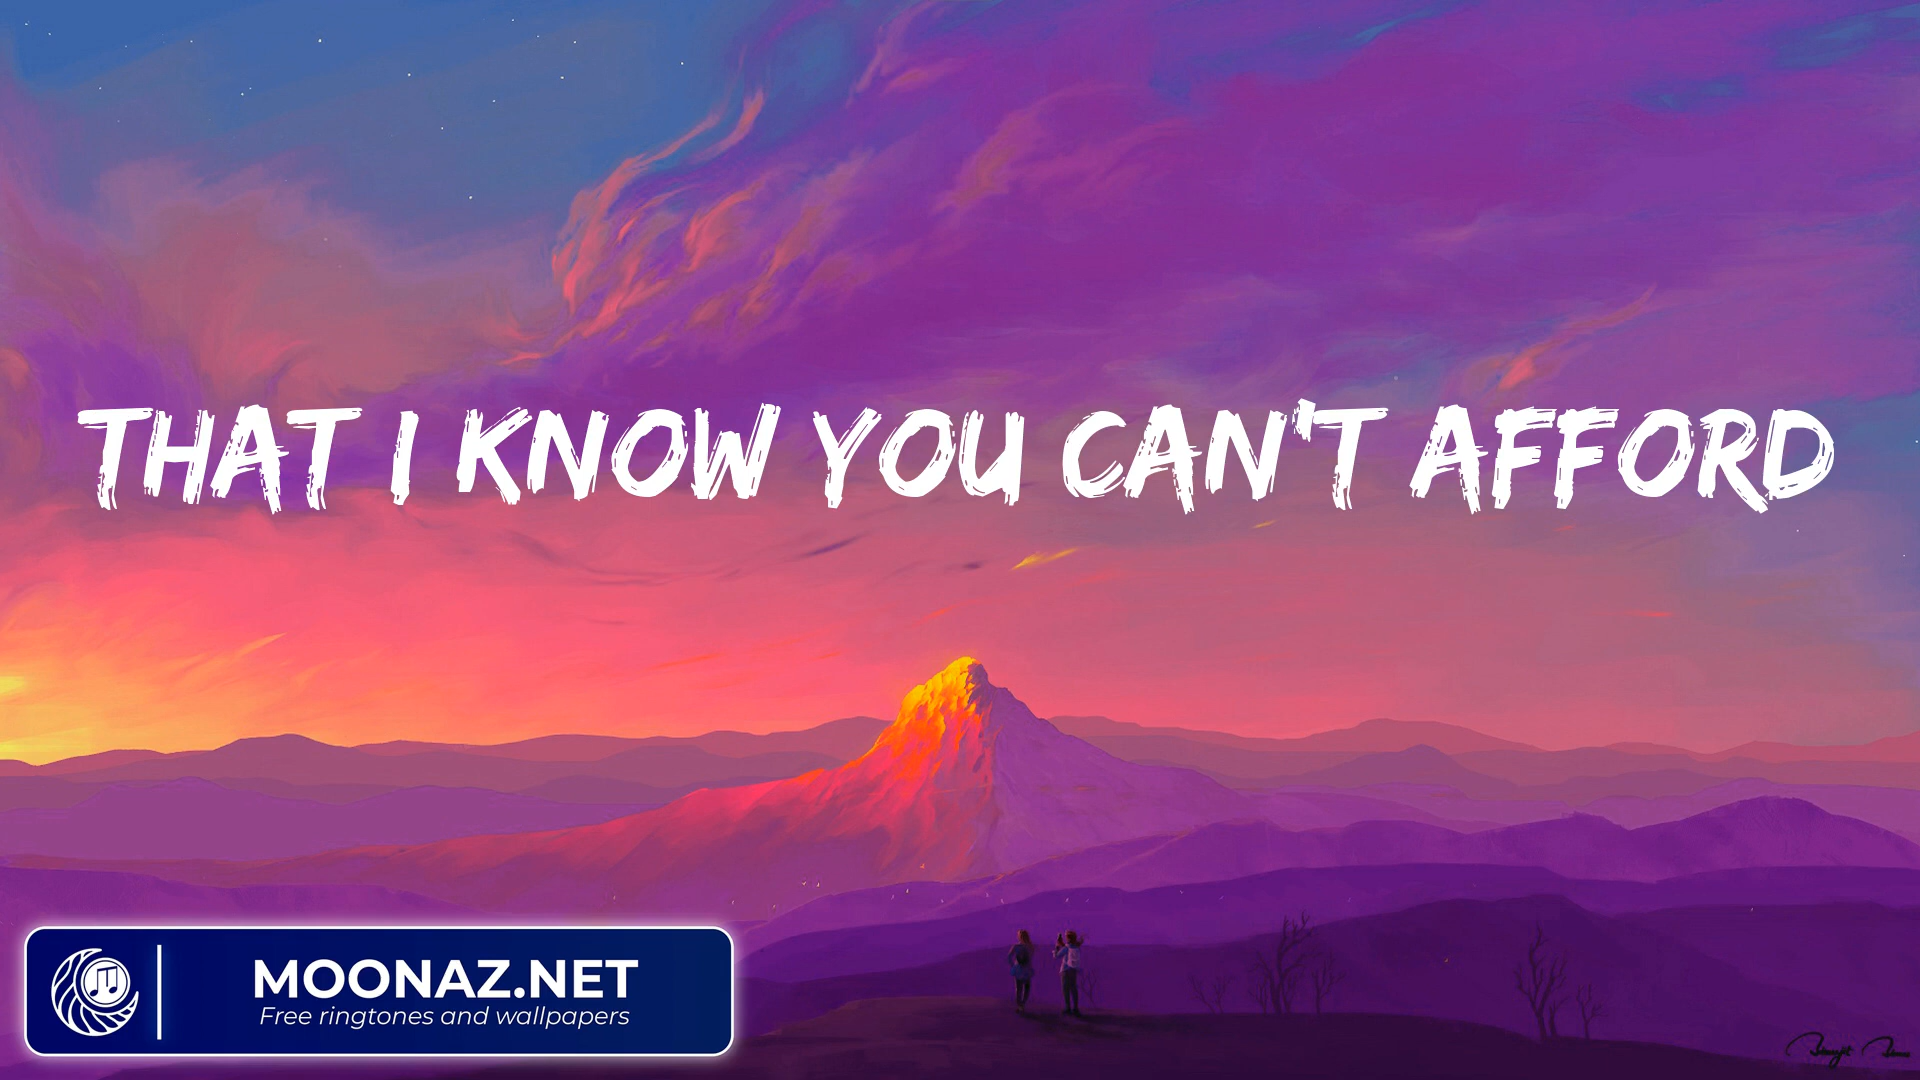 THAT I KNOW YOU CAN'T AFFORD
MOONAZ.NET
Free ringtones and wallpapers